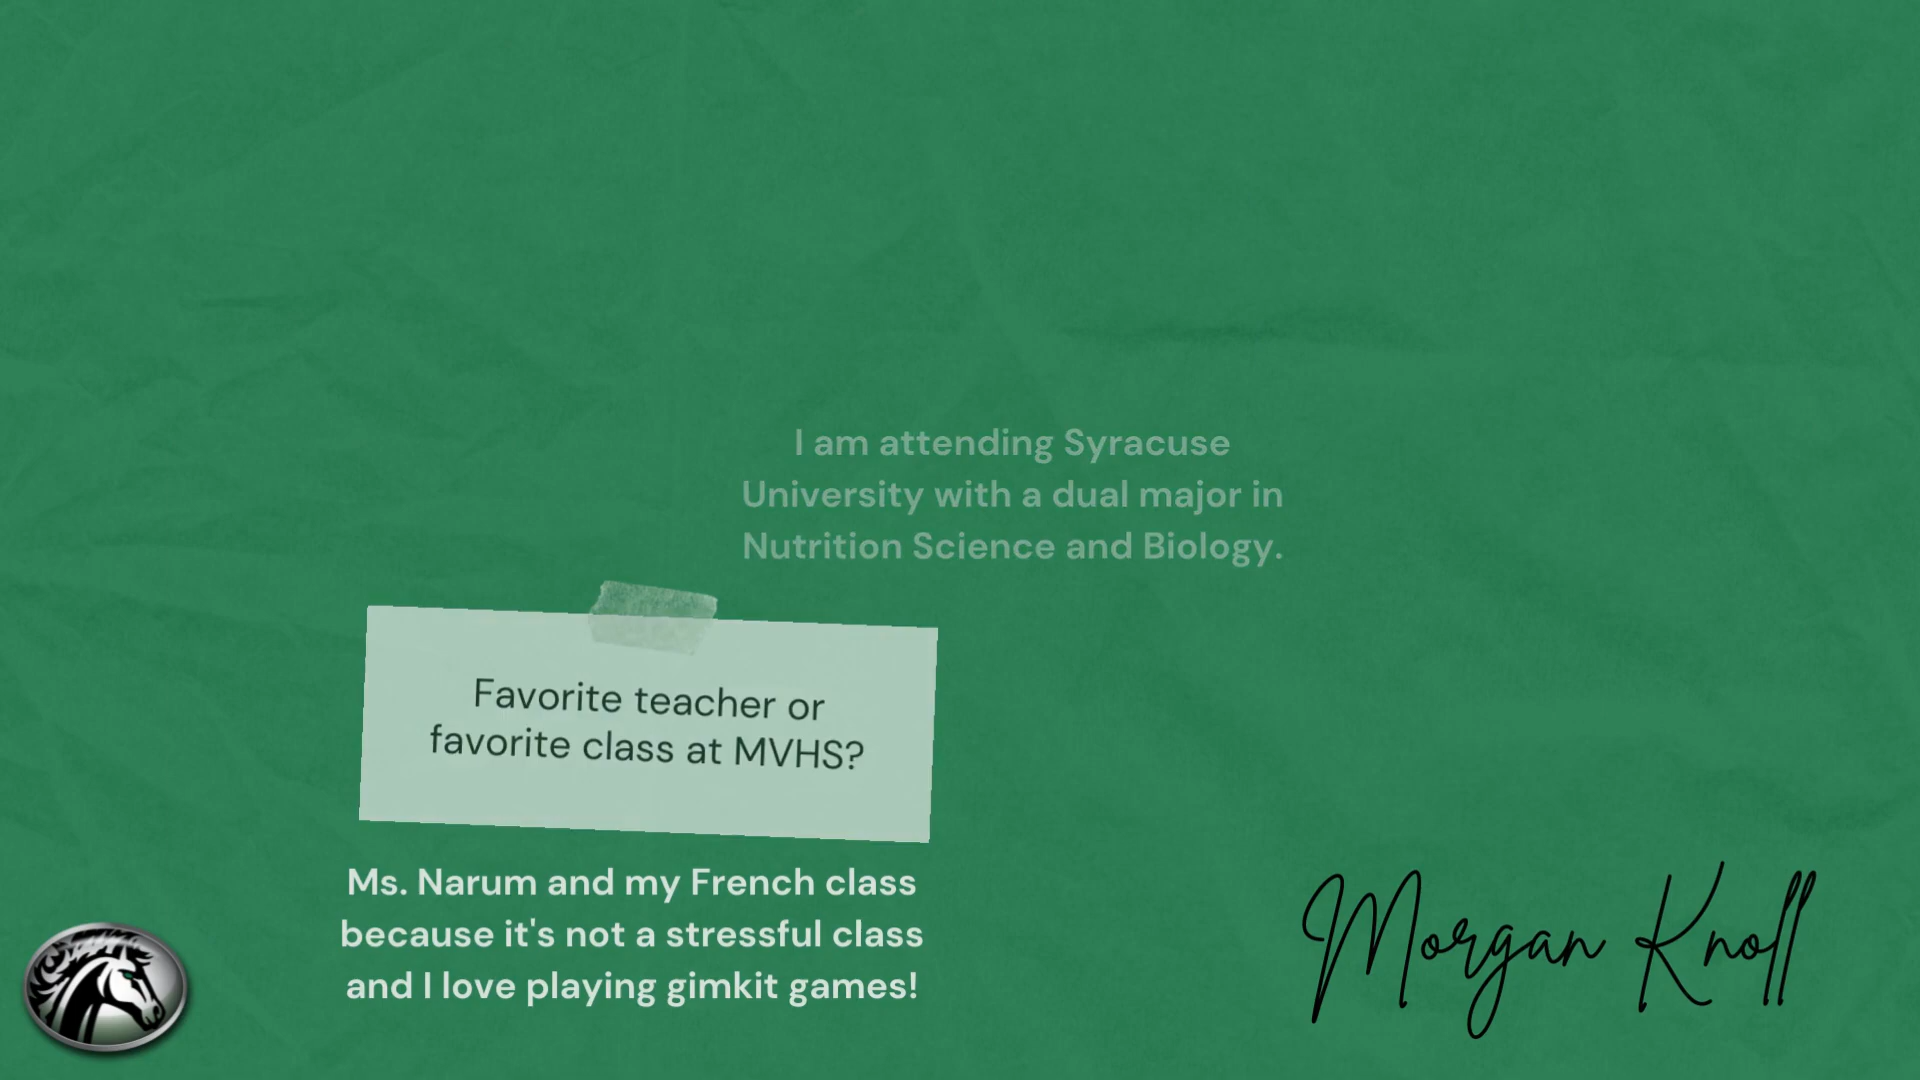 I am attending Syracuse
University with a dual major in
Nutrition Science and Biology.
Favorite teacher or
favorite class at MVHS?
Ms. Narum and my French class
because it's not a stressful class
and I love playing gimkit games!
Morgan Knoll